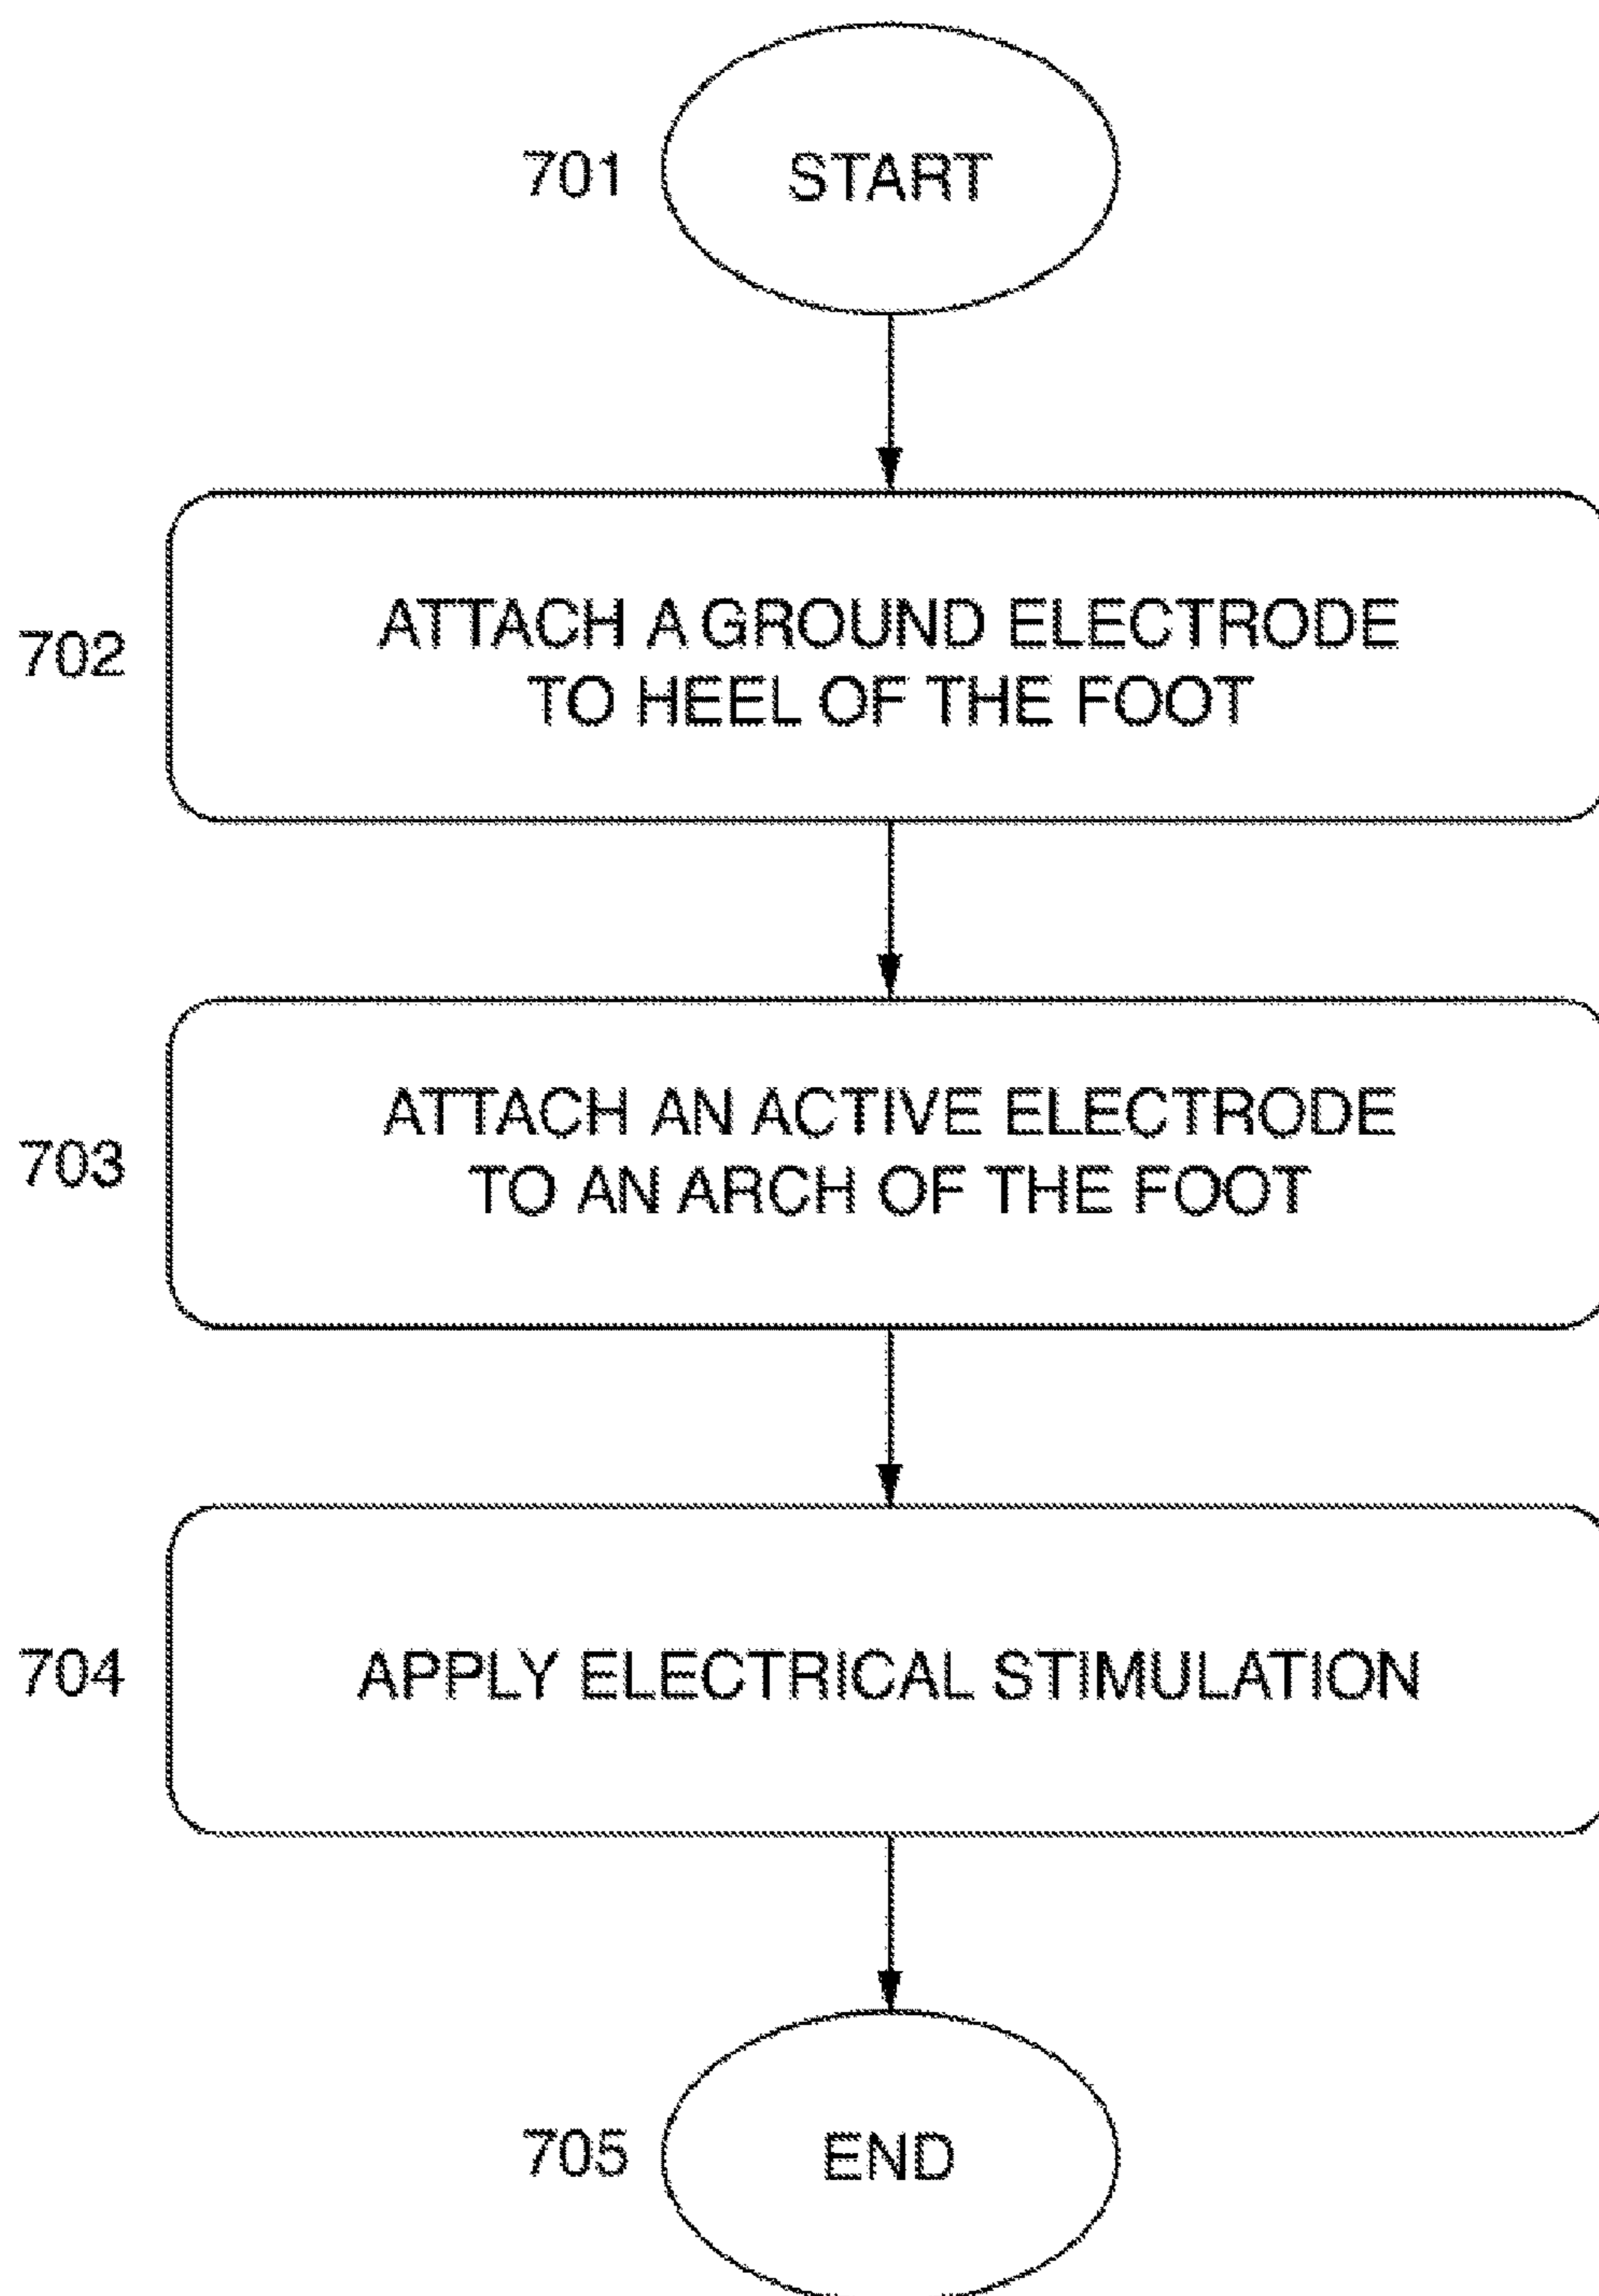 701
START
702
ATTACH A GROUND ELECTRODE
TO HEEL OF THE FOOT
703
ATTACH AN ACTIVE ELECTRODE
TO AN ARCH OF THE FOOT
704
APPLY ELECTRICAL STIMULATION
705
END